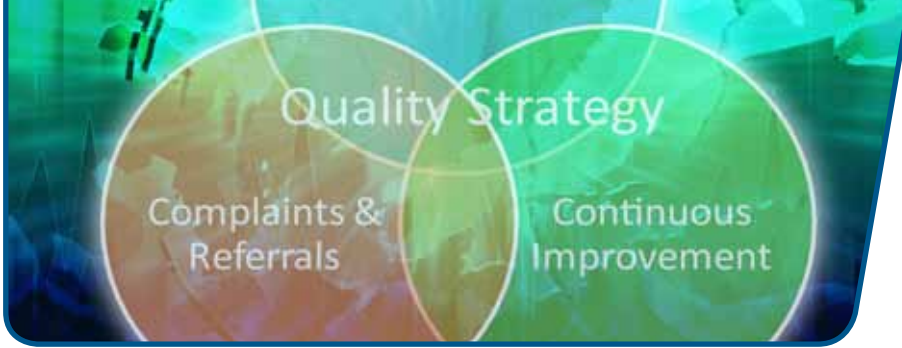 Quality Strategy
Complaints &
Referrals
Continuous
Improvement